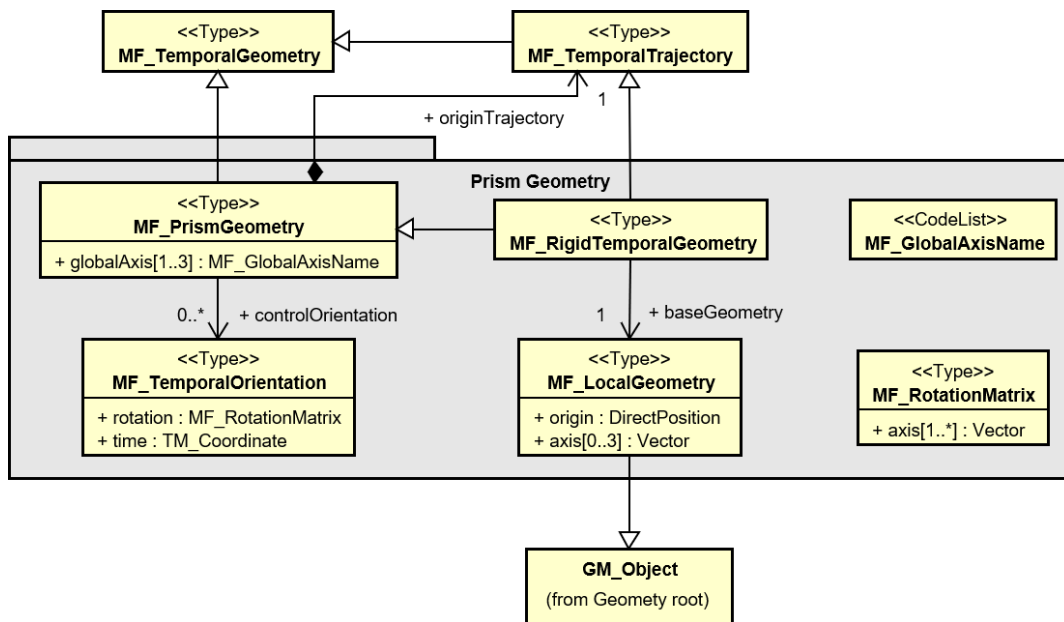 <<Type>>
MF_TemporalGeometry
<<Type>>
MF_TemporalTrajectory
1
+ originTrajectory
Prism Geometry
<<Type>>
MF_PrismGeometry
+ globalAxis[1..3] : MF_GlobalAxisName
<<Type>>
MF_RigidTemporalGeometry
<<CodeList>>
MF_GlobalAxisName
0..*
+ controlOrientation
1
+ baseGeometry
<<Type>>
MF_TemporalOrientation
+ rotation : MF_RotationMatrix
+ time : TM_Coordinate
<<Type>>
MF_LocalGeometry
+ origin : DirectPosition
+ axis[0..3] : Vector
<<Type>>
MF_RotationMatrix
+ axis[1..*] : Vector
GM_Object
(from Geomety root)